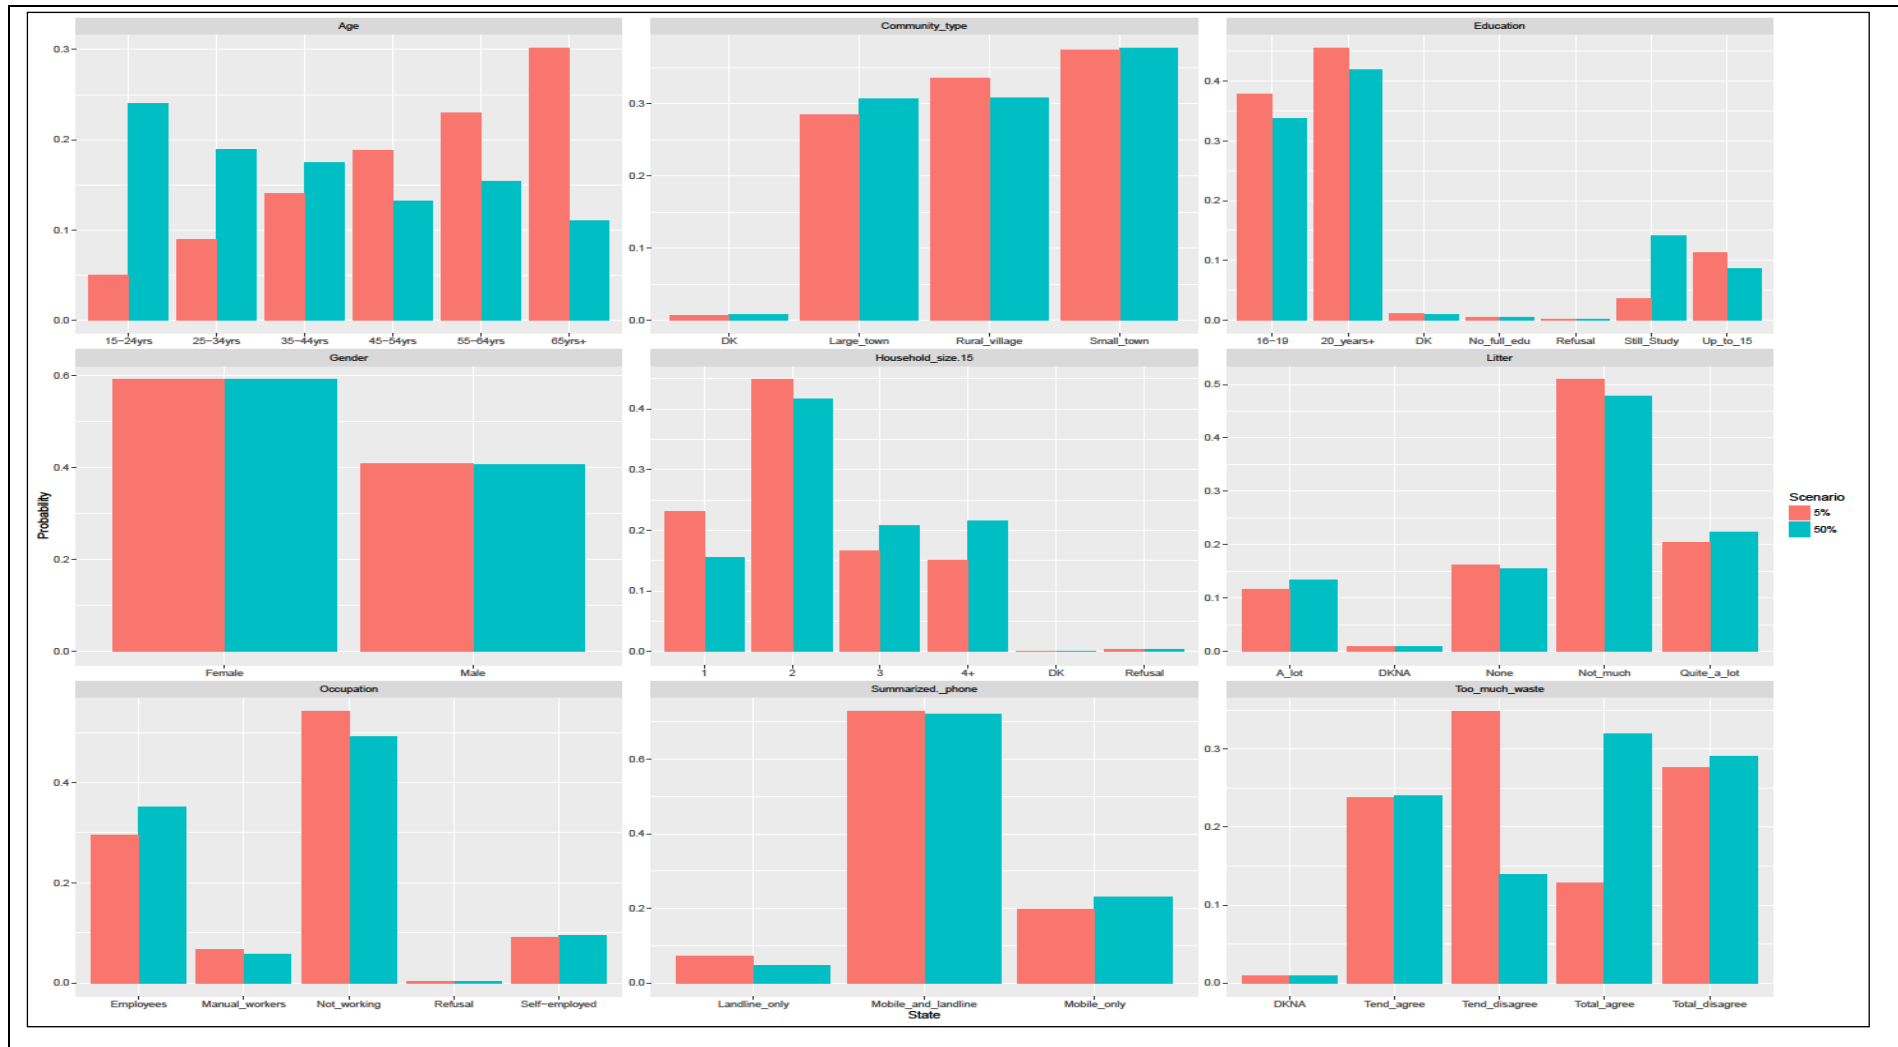 Age
Community_type
Education
0.3
0.2
0.1
0.0
15−24yrs 25−34yrs 35−44yrs 45−54yrs 55−64yrs 65yrs+
0.3
0.2
0.1
0.0
DK Large_town Rural_village Small_town
0.4
0.3
0.2
0.1
0.0
16−19 20_years+ DK No_full_edu Refusal Still_Study Up_to_15
Gender
Household_size.15
Litter
0.6
0.4
0.2
0.0
Female Male
0.4
0.3
0.2
0.1
0.0
1 2 3 4+ DK Refusal
0.5
0.4
0.3
0.2
0.1
0.0
A_lot DKNA None Not_much Quite_a_lot
Occupation
Summarized._phone
Too_much_waste
0.4
0.2
0.0
Employees Manual_workers Not_working Refusal Self−employed
0.6
0.4
0.2
0.0
Landline_only Mobile_and_landline Mobile_only
0.3
0.2
0.1
0.0
DKNA Tend_agree Tend_disagree Total_agree Total_disagree
Probability
State
Scenario
5%
50%